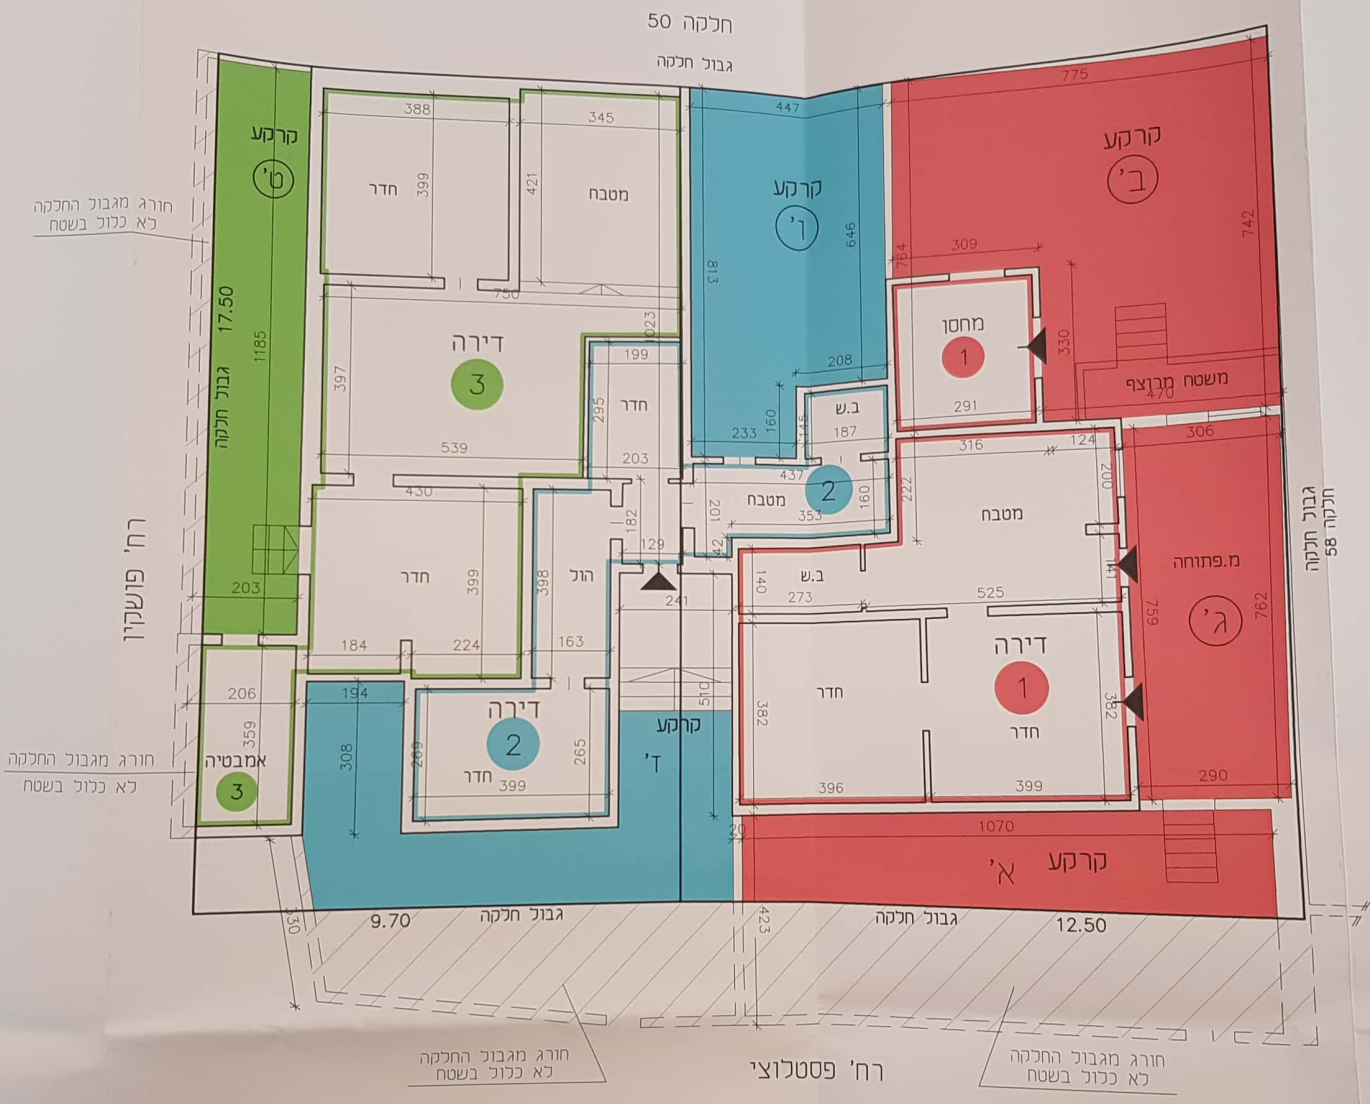 חלקה 50
גבול חלקה
775
447
388
345
קרקע
ט'
קרקע
ו'
קרקע
ב'
חדר
399
421
מטבח
646
742
חורג מגבול החלקה
לא כלול בשטח
309
764
813
750
1023
מחסן
1
330
גבול חלקה 17.50
1185
דירה
3
199
208
משטח מרוצף
470
397
295
חדר
ב.ש
291
160
145
187
233
316
124
306
539
203
437
2
מטבח
160
222
200
430
353
201
מטבח
182
42
129
גבול חלקה
חלקה 58
רח' פושקין
חדר
399
398
הול
ב.ש
140
273
141
525
מ.פתוחה
ג'
759
762
203
241
184
224
163
דירה
1
206
194
510
דירה
2
קרקע
ד'
חדר
382
382
חדר
359
אמבטיה
3
308
269
חדר
265
399
396
399
290
חורג מגבול החלקה
לא כלול בשטח
20
1070
קרקע א'
330
9.70
גבול חלקה
423
גבול חלקה
12.50
חורג מגבול החלקה
לא כלול בשטח
רח' פסטלוצי
חורג מגבול החלקה
לא כלול בשטח